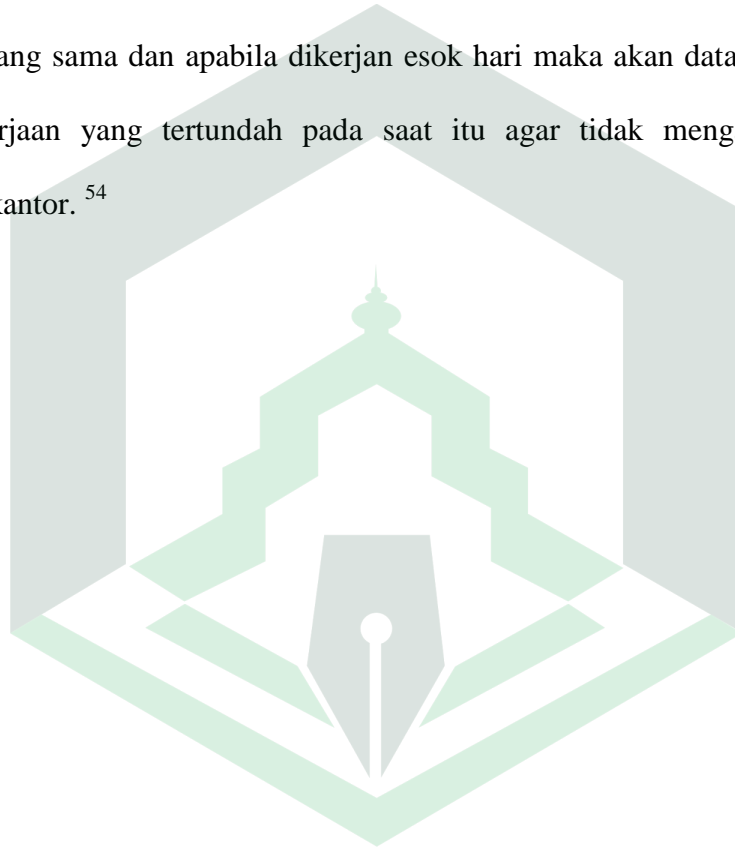 ang sama dan apabila dikerjan esok hari maka akan data
rjaan yang tertundah pada saat itu agar tidak meng
kantor. 54